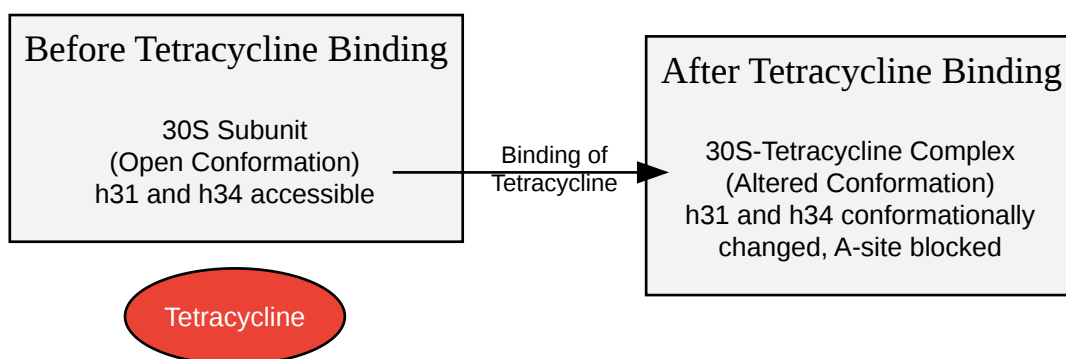 Before Tetracycline Binding
30S Subunit
(Open Conformation)
h31 and h34 accessible
Tetracycline
Binding of
Tetracycline
After Tetracycline Binding
30S-Tetracycline Complex
(Altered Conformation)
h31 and h34 conformationally
changed, A-site blocked